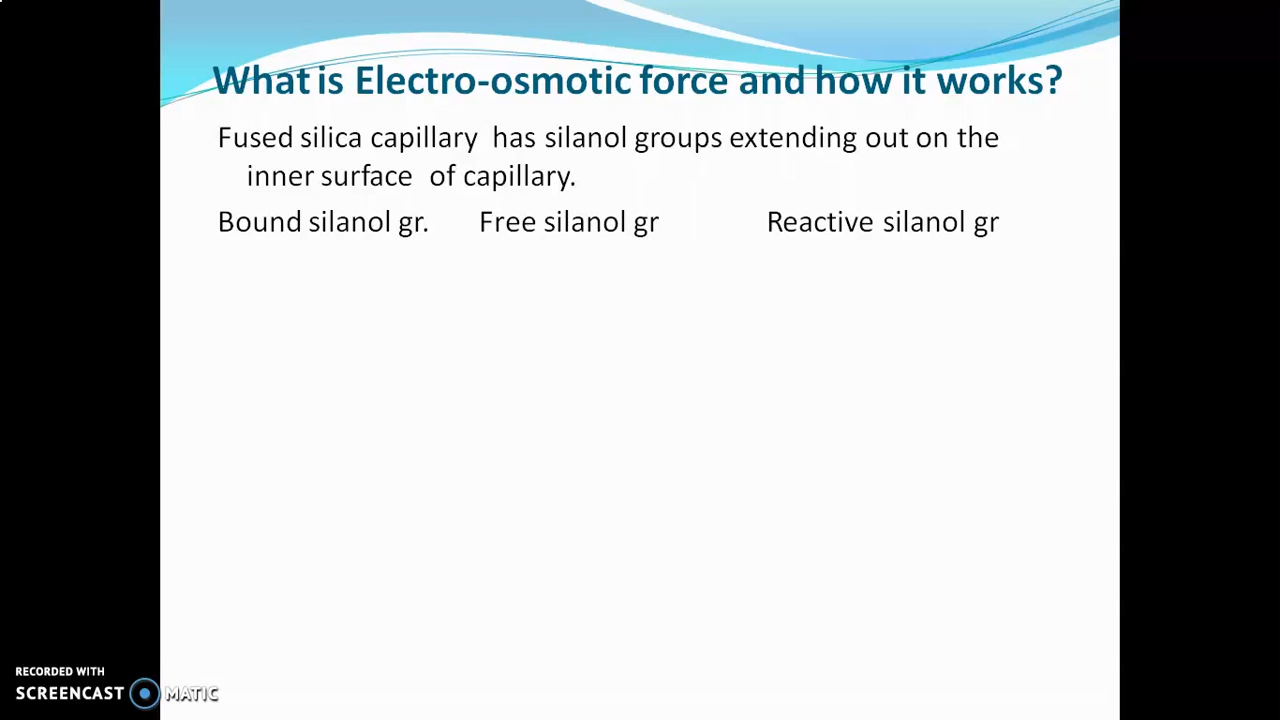 What is Electro-osmotic force and how it works?
Fused silica capillary has silanol groups extending out on the
inner surface of capillary.
Bound silanol gr. Free silanol gr Reactive silanol gr
RECORDED WITH
SCREENCAST MATIC